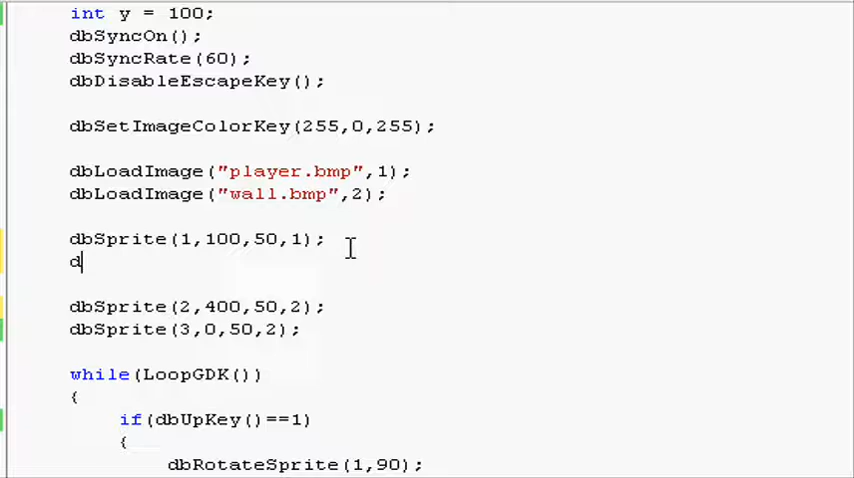 int y = 100;
dbSyncOn();
dbSyncRate(60);
dbDisableEscapeKey();
dbSetImageColorKey(255,0,255);
dbLoadImage("player.bmp",1);
dbLoadImage("wall.bmp",2);
dbSprite(1,100,50,1);
d
dbSprite(2,400,50,2);
dbSprite(3,0,50,2);
while(LoopGDK())
{
if(dbUpKey()==1)
{
dbRotateSprite(1,90);